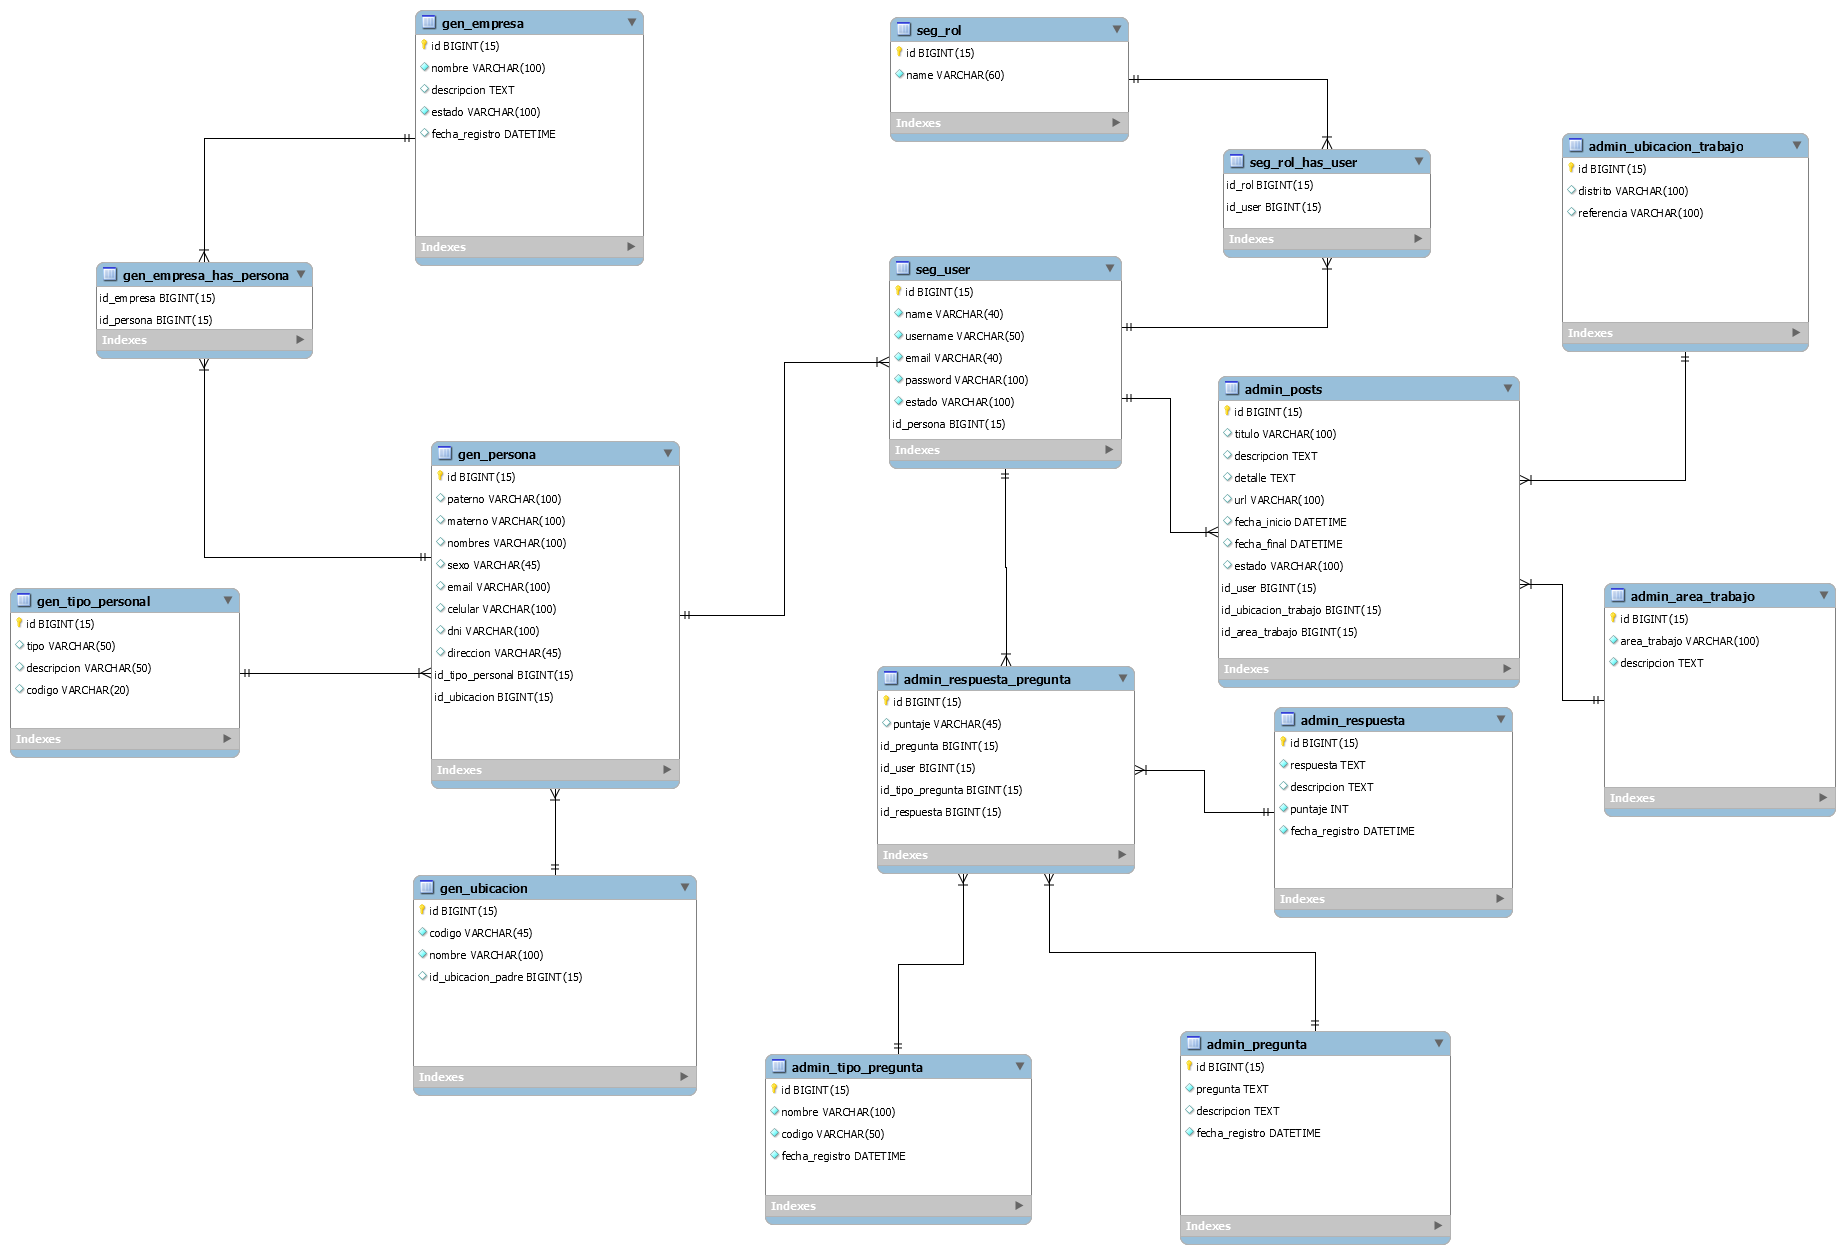 gen_empresa
id BIGINT(15)
nombre VARCHAR(100)
descripcion TEXT
estado VARCHAR(100)
fecha_registro DATETIME
Indexes
seg_rol
id BIGINT(15)
name VARCHAR(60)
Indexes
seg_rol_has_user
id_rol BIGINT(15)
id_user BIGINT(15)
Indexes
admin_ubicacion_trabajo
id BIGINT(15)
distrito VARCHAR(100)
referencia VARCHAR(100)
Indexes
gen_empresa_has_persona
id_empresa BIGINT(15)
id_persona BIGINT(15)
Indexes
seg_user
id BIGINT(15)
name VARCHAR(40)
username VARCHAR(50)
email VARCHAR(40)
password VARCHAR(100)
estado VARCHAR(100)
id_persona BIGINT(15)
Indexes
admin_posts
id BIGINT(15)
titulo VARCHAR(100)
descripcion TEXT
detalle TEXT
url VARCHAR(100)
fecha_inicio DATETIME
fecha_final DATETIME
estado VARCHAR(100)
id_user BIGINT(15)
id_ubicacion_trabajo BIGINT(15)
id_area_trabajo BIGINT(15)
Indexes
gen_persona
id BIGINT(15)
paterno VARCHAR(100)
materno VARCHAR(100)
nombres VARCHAR(100)
sexo VARCHAR(45)
email VARCHAR(100)
celular VARCHAR(100)
dni VARCHAR(100)
direccion VARCHAR(45)
id_tipo_personal BIGINT(15)
id_ubicacion BIGINT(15)
Indexes
gen_tipo_personal
id BIGINT(15)
tipo VARCHAR(50)
descripcion VARCHAR(50)
codigo VARCHAR(20)
Indexes
admin_area_trabajo
id BIGINT(15)
area_trabajo VARCHAR(100)
descripcion TEXT
Indexes
admin_respuesta_pregunta
id BIGINT(15)
puntaje VARCHAR(45)
id_pregunta BIGINT(15)
id_user BIGINT(15)
id_tipo_pregunta BIGINT(15)
id_respuesta BIGINT(15)
Indexes
admin_respuesta
id BIGINT(15)
respuesta TEXT
descripcion TEXT
puntaje INT
fecha_registro DATETIME
Indexes
gen_ubicacion
id BIGINT(15)
codigo VARCHAR(45)
nombre VARCHAR(100)
id_ubicacion_padre BIGINT(15)
Indexes
admin_tipo_pregunta
id BIGINT(15)
nombre VARCHAR(100)
codigo VARCHAR(50)
fecha_registro DATETIME
Indexes
admin_pregunta
id BIGINT(15)
pregunta TEXT
descripcion TEXT
fecha_registro DATETIME
Indexes